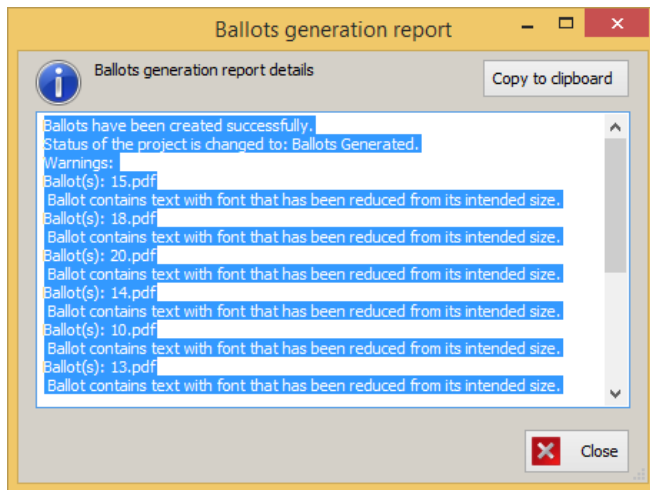 Ballots generation report
Ballots generation report details
Copy to clipboard
Ballots have been created successfully.
Status of the project is changed to: Ballots Generated.
Warnings:
Ballot(s): 15.pdf
Ballot contains text with font that has been reduced from its intended size.
Ballot(s): 18.pdf
Ballot contains text with font that has been reduced from its intended size.
Ballot(s): 20.pdf
Ballot contains text with font that has been reduced from its intended size.
Ballot(s): 14.pdf
Ballot contains text with font that has been reduced from its intended size.
Ballot(s): 10.pdf
Ballot contains text with font that has been reduced from its intended size.
Ballot(s): 13.pdf
Ballot contains text with font that has been reduced from its intended size.
Close